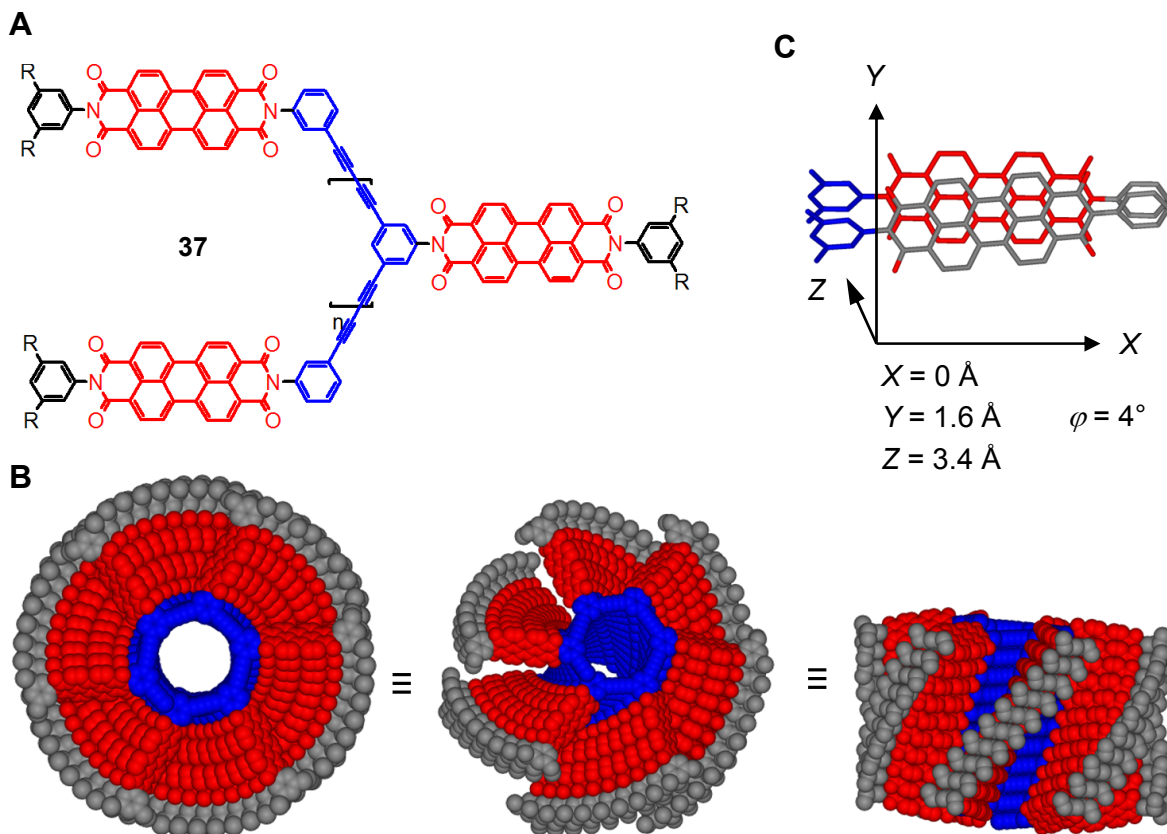 A
C
R
O
O
N
N
O
O
R
Y
R
37
O
O
N
N
O
O
R
Z
X
n
R
O
O
N
N
O
O
R
X = 0 Å
Y = 1.6 Å φ = 4°
Z = 3.4 Å
B
≡
≡